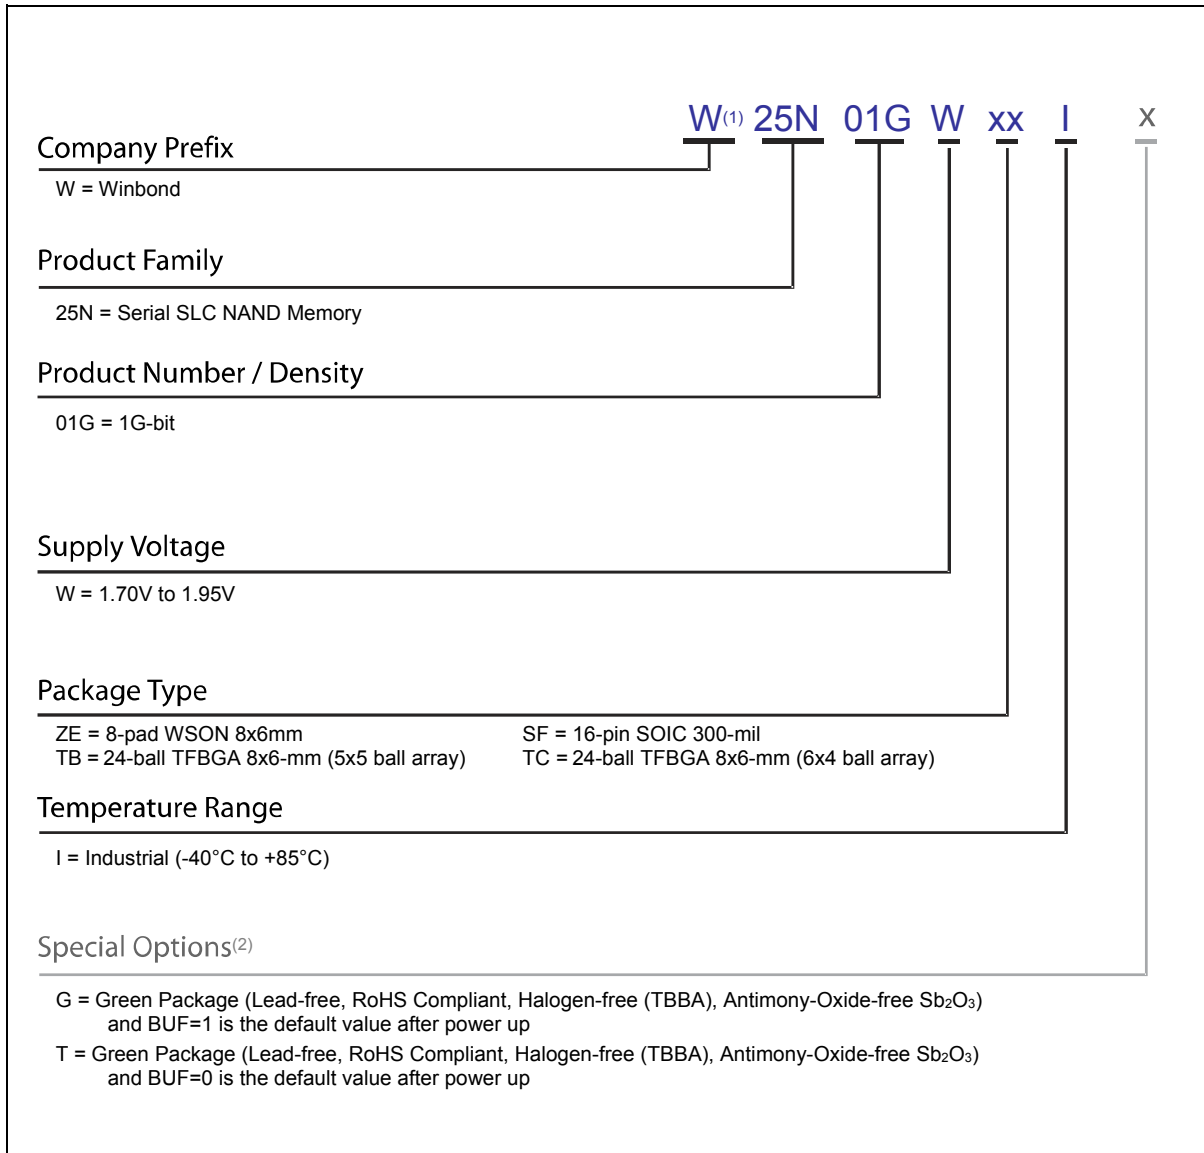 W(1) 25N 01G W xx I x
Company Prefix
W = Winbond
Product Family
25N = Serial SLC NAND Memory
Product Number / Density
01G = 1G-bit
Supply Voltage
W = 1.70V to 1.95V
Package Type
ZE = 8-pad WSON 8x6mm SF = 16-pin SOIC 300-mil
TB = 24-ball TFBGA 8x6-mm (5x5 ball array) TC = 24-ball TFBGA 8x6-mm (6x4 ball array)
Temperature Range
I = Industrial (-40°C to +85°C)
Special Options(2)
G = Green Package (Lead-free, RoHS Compliant, Halogen-free (TBBA), Antimony-Oxide-free Sb₂O₃)
and BUF=1 is the default value after power up
T = Green Package (Lead-free, RoHS Compliant, Halogen-free (TBBA), Antimony-Oxide-free Sb₂O₃)
and BUF=0 is the default value after power up